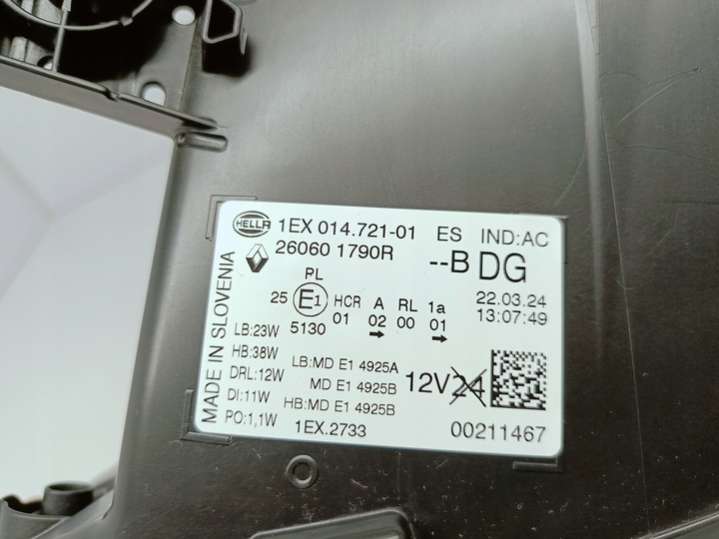 HELLA 1EX 014.721-01 ES IND:AC
26060 1790R --B DG
MADE IN SLOVENIA
PL
25 E1 HCR A RL 1a
5130 01 02 00 01
22.03.24
13:07:49
LB:23W
HB:38W
DRL:12W
DI:11W
PO:1,1W
LB:MD E1 4925A
MD E1 4925B
HB:MD E1 4925B
1EX.2733
12V24
00211467